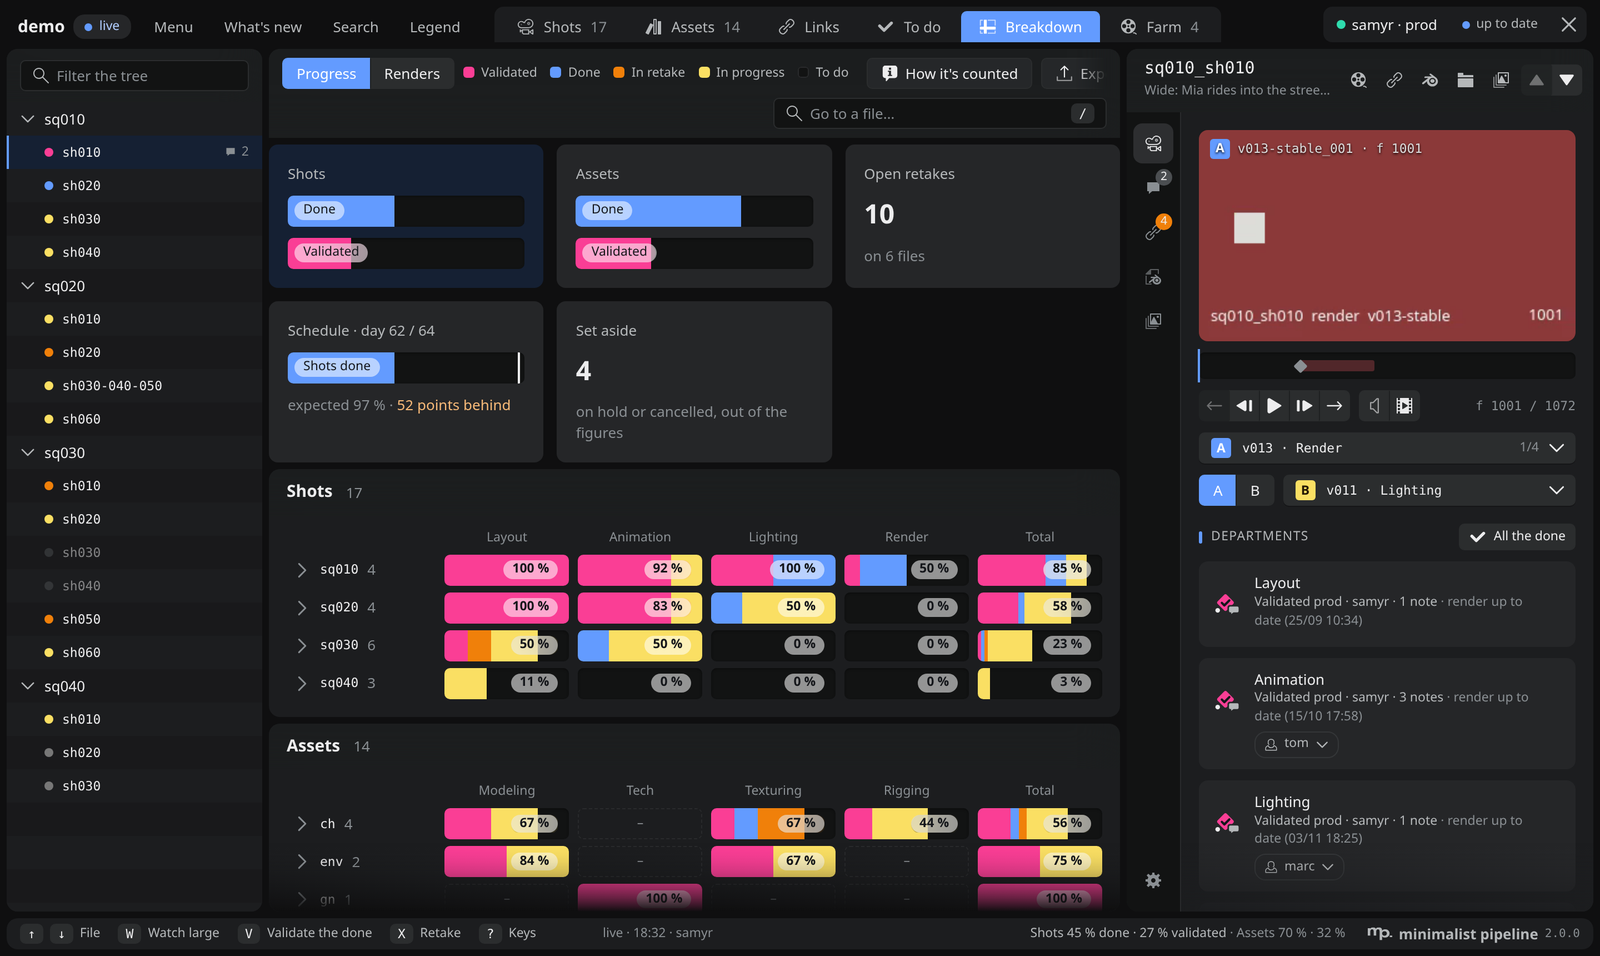 demo live Menu What's new Search Legend Shots 17 Assets 14 Links To do Breakdown Farm 4 samyr · prod up to date
Filter the tree
sq010
sh010 2
sh020
sh030
sh040
sq020
sh010
sh020
sh030-040-050
sh060
sq030
sh010
sh020
sh030
sh040
sh050
sh060
sq040
sh010
sh020
sh030
Progress Renders Validated Done In retake In progress To do How it's counted Exp
Go to a file... /
Shots
Done
Validated
Assets
Done
Validated
Open retakes
10
on 6 files
Schedule · day 62 / 64
Shots done
expected 97 % · 52 points behind
Set aside
4
on hold or cancelled, out of the
figures
Shots 17
Layout Animation Lighting Render Total
sq010 4 100 % 92 % 100 % 50 % 85 %
sq020 4 100 % 83 % 50 % 0 % 58 %
sq030 6 50 % 50 % 0 % 0 % 23 %
sq040 3 11 % 0 % 0 % 0 % 3 %
Assets 14
Modeling Tech Texturing Rigging Total
ch 4 67 % – 67 % 44 % 56 %
env 2 84 % – 67 % – 75 %
gn 1 – 100 % – – 100 %
sq010_sh010
Wide: Mia rides into the stree...
2
4
A v013-stable_001 · f 1001
sq010_sh010 render v013-stable 1001
f 1001 / 1072
A v013 · Render 1/4
A B B v011 · Lighting
DEPARTMENTS All the done
Layout
Validated prod · samyr · 1 note · render up to
date (25/09 10:34)
Animation
Validated prod · samyr · 3 notes · render up to
date (15/10 17:58)
tom
Lighting
Validated prod · samyr · 1 note · render up to
date (03/11 18:25)
marc
↑ ↓ File W Watch large V Validate the done X Retake ? Keys live · 18:32 · samyr Shots 45 % done · 27 % validated · Assets 70 % · 32 % mp. minimalist pipeline 2.0.0